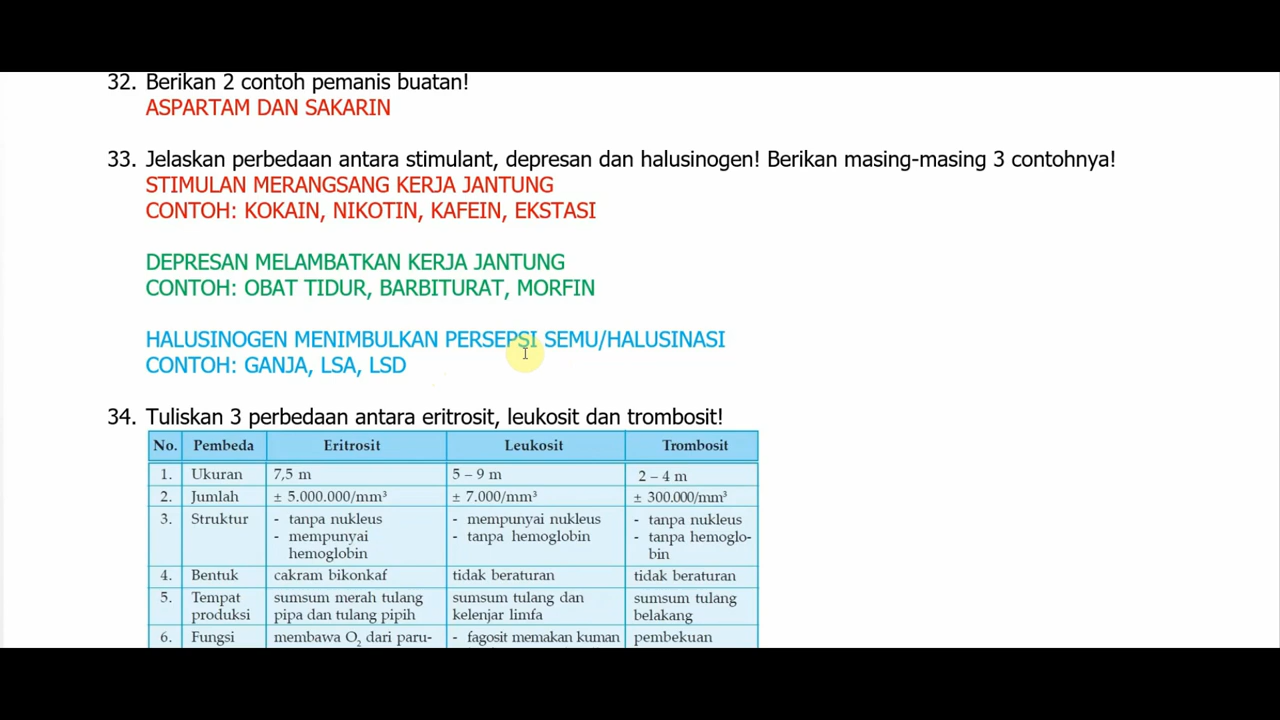 32. Berikan 2 contoh pemanis buatan!
ASPARTAM DAN SAKARIN
33. Jelaskan perbedaan antara stimulant, depresan dan halusinogen! Berikan masing-masing 3 contohnya!
STIMULAN MERANGSANG KERJA JANTUNG
CONTOH: KOKAIN, NIKOTIN, KAFEIN, EKSTASI
DEPRESAN MELAMBATKAN KERJA JANTUNG
CONTOH: OBAT TIDUR, BARBITURAT, MORFIN
HALUSINOGEN MENIMBULKAN PERSEPSI SEMU/HALUSINASI
CONTOH: GANJA, LSA, LSD
34. Tuliskan 3 perbedaan antara eritrosit, leukosit dan trombosit!
No. Pembeda Eritrosit Leukosit Trombosit
1. Ukuran 7,5 m 5 – 9 m 2 – 4 m
2. Jumlah ± 5.000.000/mm³ ± 7.000/mm³ ± 300.000/mm³
3. Struktur - tanpa nukleus - mempunyai nukleus - tanpa nukleus
- mempunyai - tanpa hemoglobin - tanpa hemoglo-
hemoglobin bin
4. Bentuk cakram bikonkaf tidak beraturan tidak beraturan
5. Tempat sumsum merah tulang sumsum tulang dan sumsum tulang
produksi pipa dan tulang pipih kelenjar limfa belakang
6. Fungsi membawa O₂ dari paru- - fagosit memakan kuman pembekuan